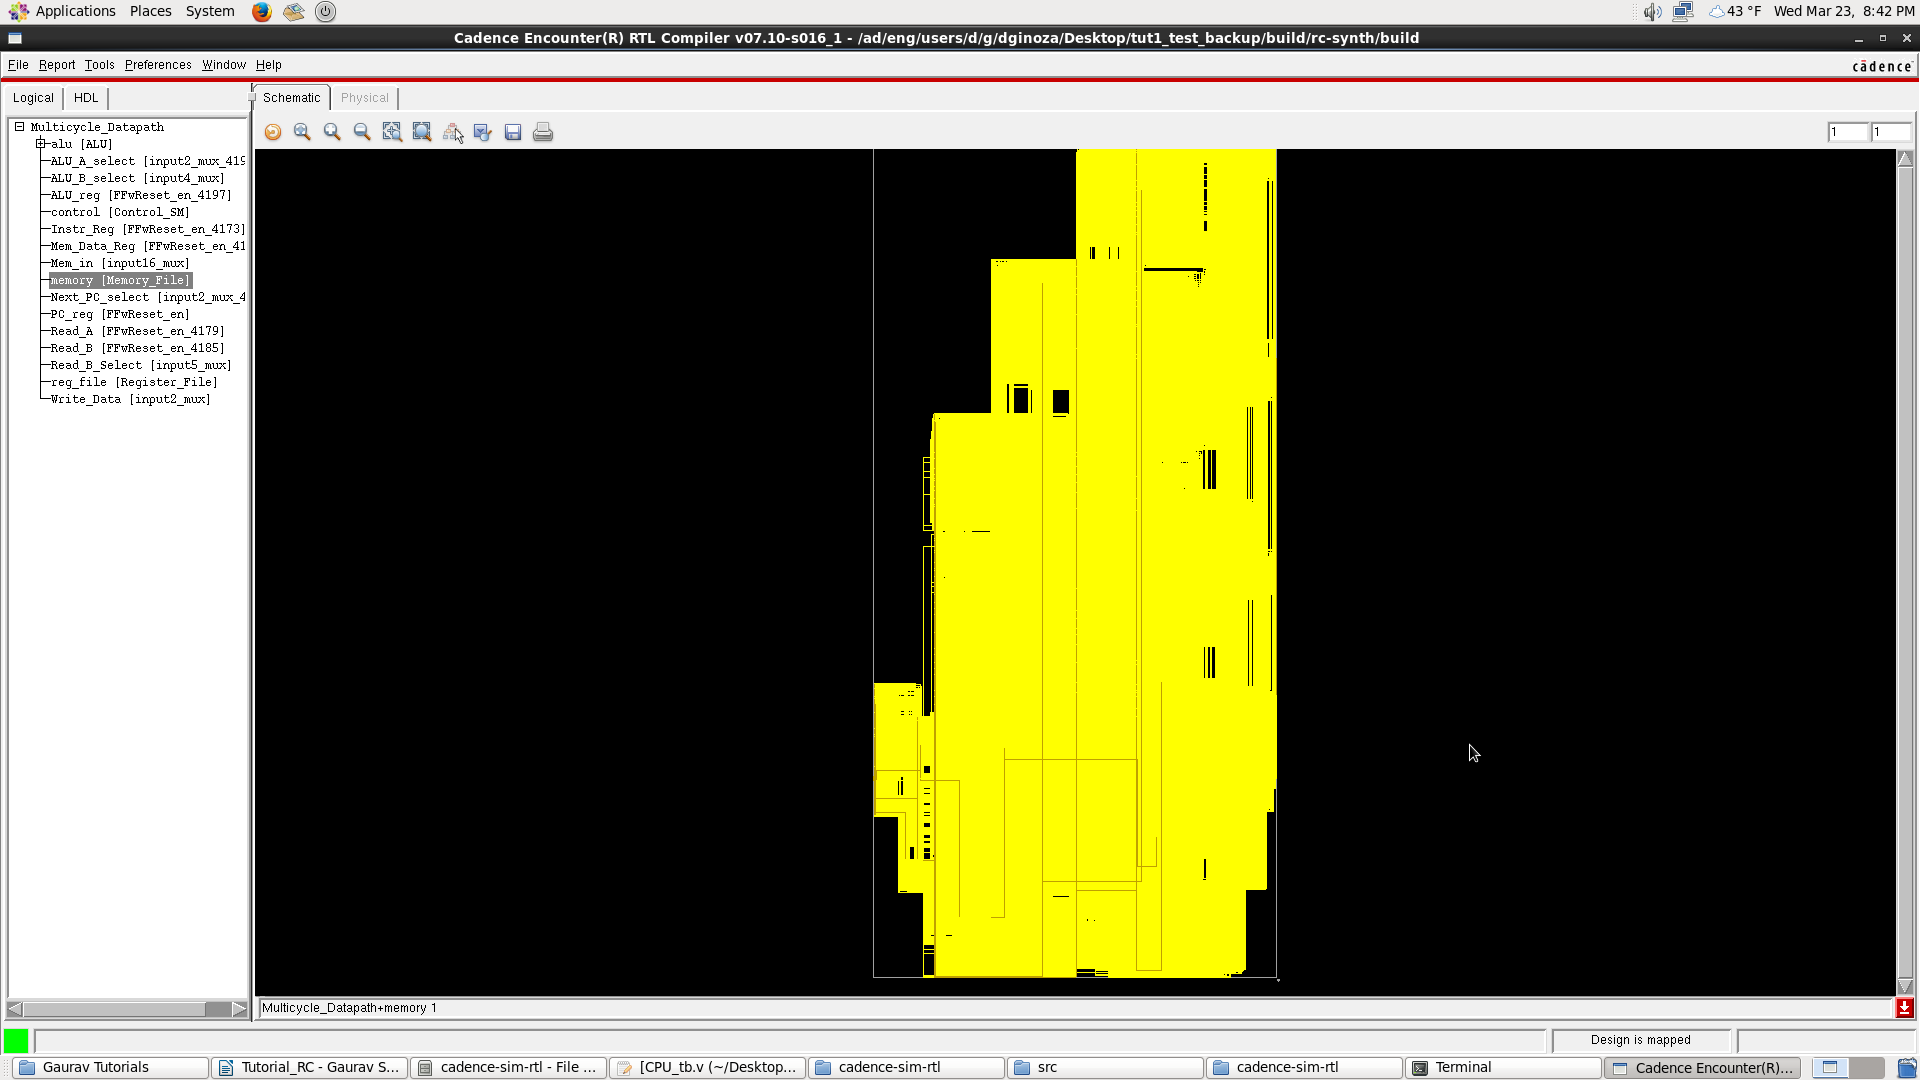 Applications Places System 43 °F Wed Mar 23, 8:42 PM
Cadence Encounter(R) RTL Compiler v07.10-s016_1 - /ad/eng/users/d/g/dginoza/Desktop/tut1_test_backup/build/rc-synth/build
File Report Tools Preferences Window Help cādence
Logical HDL Schematic Physical
1 1
Multicycle_Datapath
alu [ALU]
ALU_A_select [input2_mux_419
ALU_B_select [input4_mux]
ALU_reg [FFwReset_en_4197]
control [Control_SM]
Instr_Reg [FFwReset_en_4173]
Mem_Data_Reg [FFwReset_en_41
Mem_in [input16_mux]
memory [Memory_File]
Next_PC_select [input2_mux_4
PC_reg [FFwReset_en]
Read_A [FFwReset_en_4179]
Read_B [FFwReset_en_4185]
Read_B_Select [input5_mux]
reg_file [Register_File]
Write_Data [input2_mux]
Multicycle_Datapath+memory 1
Design is mapped
Gaurav Tutorials Tutorial_RC - Gaurav S... cadence-sim-rtl - File ... [CPU_tb.v (~/Desktop... cadence-sim-rtl src cadence-sim-rtl Terminal Cadence Encounter(R)...